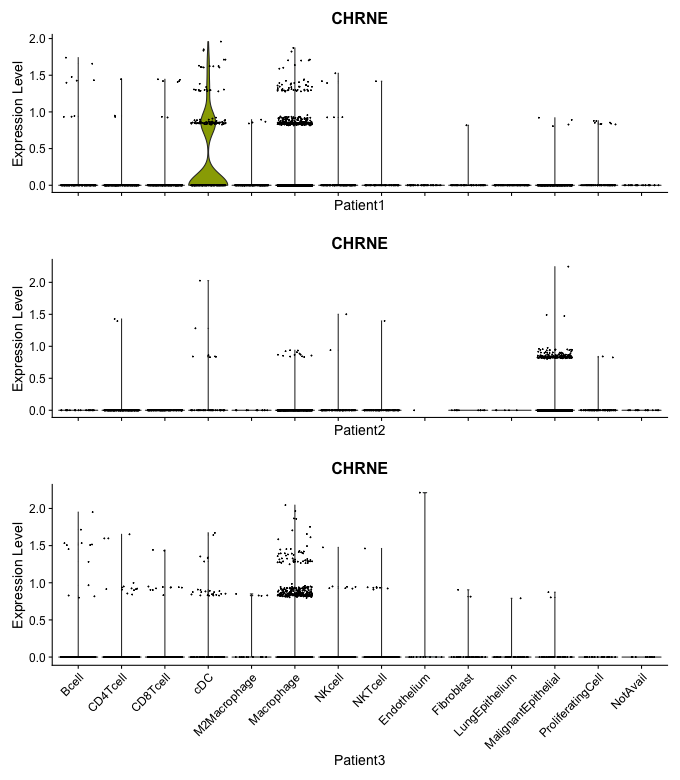 CHRNE
Expression Level
2.0
1.5
1.0
0.5
0.0
Patient1
CHRNE
Expression Level
2.0
1.5
1.0
0.5
0.0
Patient2
CHRNE
Expression Level
2.0
1.5
1.0
0.5
0.0
Bcell
CD4Tcell
CD8Tcell
cDC
M2Macrophage
Macrophage
NKcell
NKTcell
Endothelium
Fibroblast
LungEpithelium
MalignantEpithelial
ProliferatingCell
NotAvail
Patient3